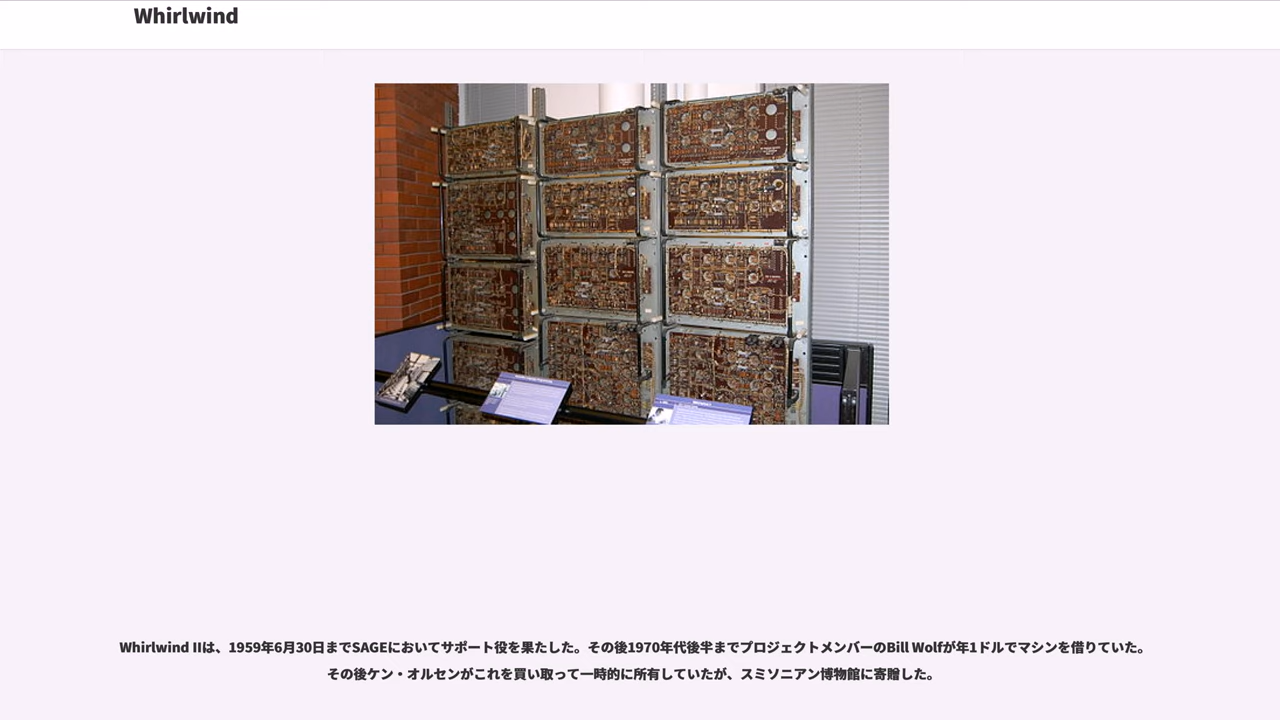 Whirlwind
Whirlwind IIは、1959年6月30日までSAGEにおいてサポート役を果たした。その後1970年代後半までプロジェクトメンバーのBill Wolfが年1ドルでマシンを借りていた。
その後ケン・オルセンがこれを買い取って一時的に所有していたが、スミソニアン博物館に寄贈した。